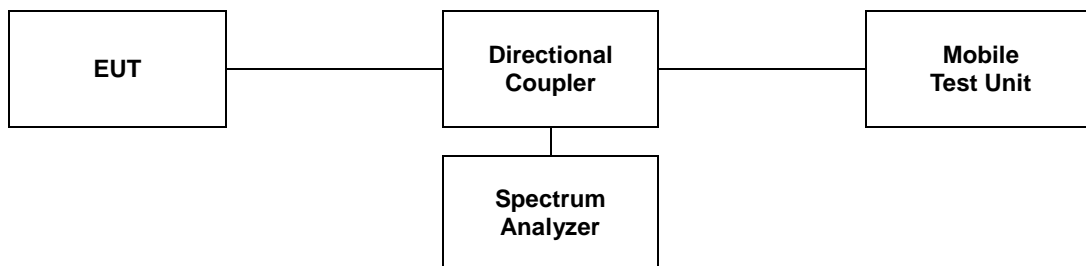 EUT
Directional
Coupler
Mobile
Test Unit
Spectrum
Analyzer